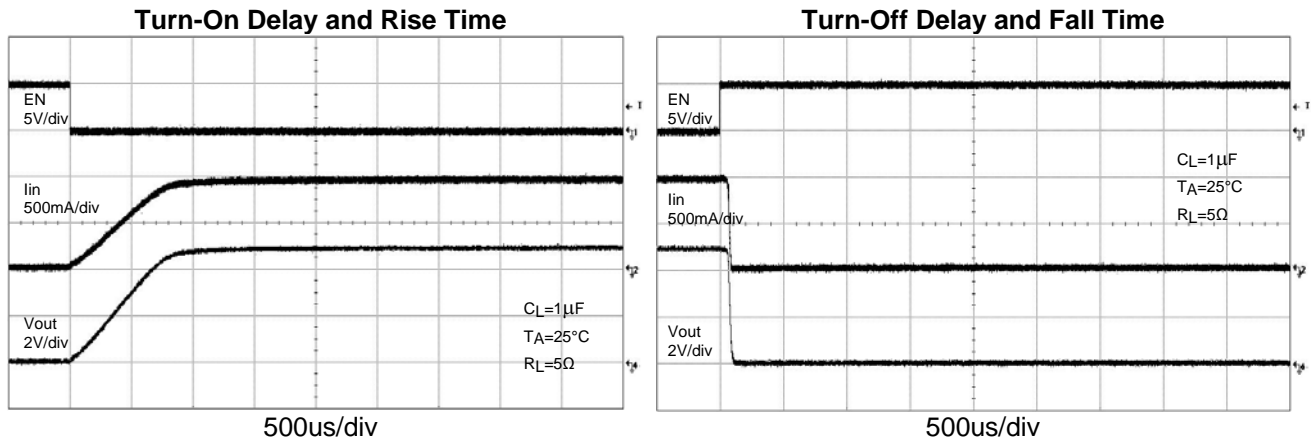 Turn-On Delay and Rise Time
EN
5V/div
Iin
500mA/div
Vout
2V/div
CL=1μF
TA=25°C
RL=5Ω
500us/div
Turn-Off Delay and Fall Time
EN
5V/div
Iin
500mA/div
Vout
2V/div
CL=1μF
TA=25°C
RL=5Ω
500us/div